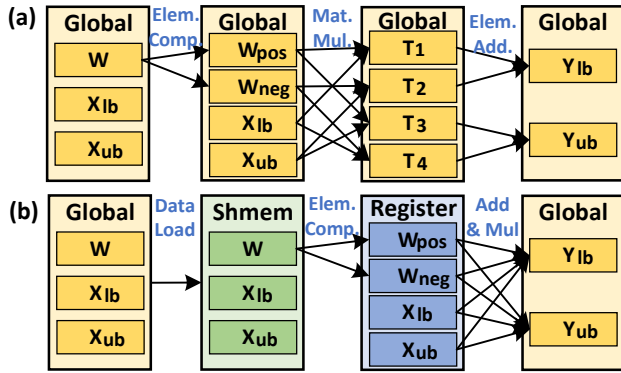 (a)
Global
W
Xlb
Xub
Elem.
Comp.
Global
Wpos
Wneg
Xlb
Xub
Mat.
Mul.
Global
T1
T2
T3
T4
Elem.
Add.
Global
Ylb
Yub
(b)
Global
W
Xlb
Xub
Data
Load
Shmem
W
Xlb
Xub
Elem.
Comp.
Register
Wpos
Wneg
Xlb
Xub
Add
& Mul
Global
Ylb
Yub